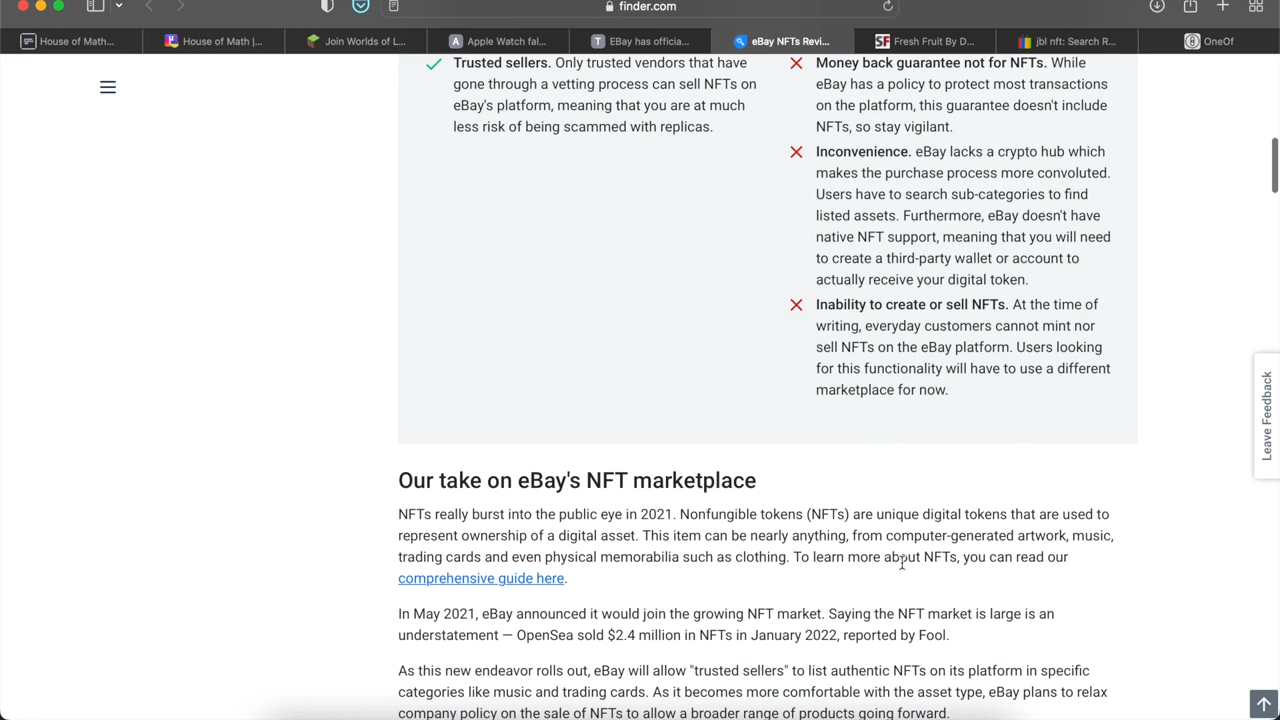 finder.com
House of Math...
House of Math |...
Join Worlds of L...
Apple Watch fal...
EBay has officia...
eBay NFTs Revi...
Fresh Fruit By D...
jbl nft: Search R...
OneOf
Trusted sellers. Only trusted vendors that have
gone through a vetting process can sell NFTs on
eBay's platform, meaning that you are at much
less risk of being scammed with replicas.
Money back guarantee not for NFTs. While
eBay has a policy to protect most transactions
on the platform, this guarantee doesn't include
NFTs, so stay vigilant.
Inconvenience. eBay lacks a crypto hub which
makes the purchase process more convoluted.
Users have to search sub-categories to find
listed assets. Furthermore, eBay doesn't have
native NFT support, meaning that you will need
to create a third-party wallet or account to
actually receive your digital token.
Inability to create or sell NFTs. At the time of
writing, everyday customers cannot mint nor
sell NFTs on the eBay platform. Users looking
for this functionality will have to use a different
marketplace for now.
Leave Feedback
Our take on eBay's NFT marketplace
NFTs really burst into the public eye in 2021. Nonfungible tokens (NFTs) are unique digital tokens that are used to
represent ownership of a digital asset. This item can be nearly anything, from computer-generated artwork, music,
trading cards and even physical memorabilia such as clothing. To learn more about NFTs, you can read our
comprehensive guide here.
In May 2021, eBay announced it would join the growing NFT market. Saying the NFT market is large is an
understatement — OpenSea sold $2.4 million in NFTs in January 2022, reported by Fool.
As this new endeavor rolls out, eBay will allow "trusted sellers" to list authentic NFTs on its platform in specific
categories like music and trading cards. As it becomes more comfortable with the asset type, eBay plans to relax
company policy on the sale of NFTs to allow a broader range of products going forward.